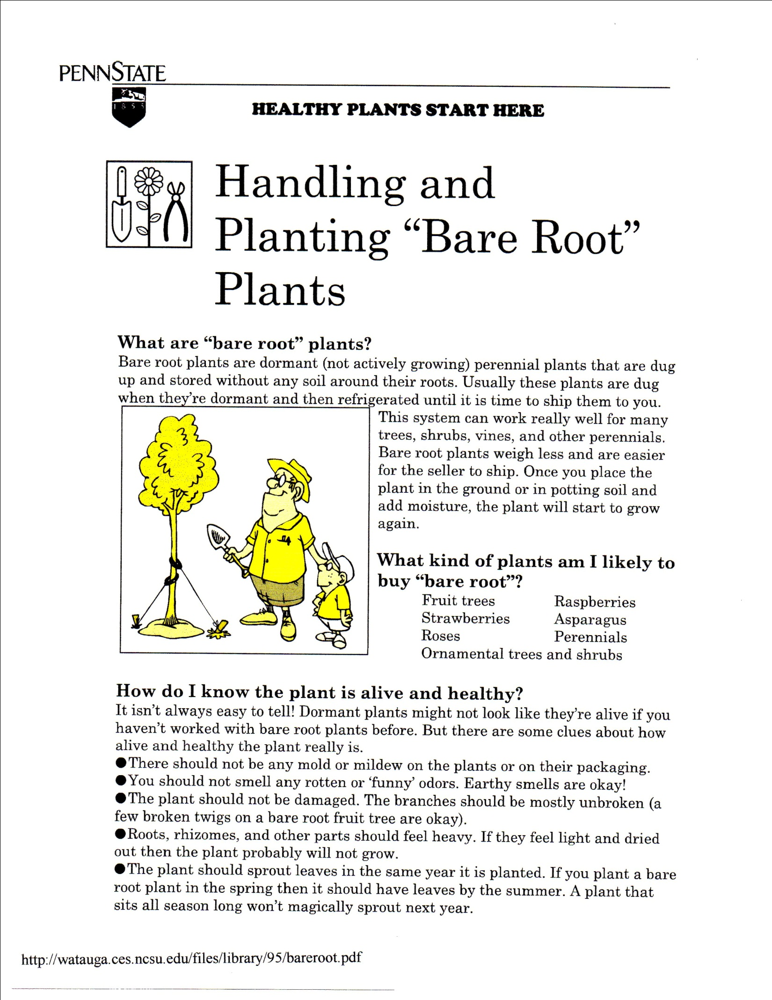 PENNSTATE
1855
HEALTHY PLANTS START HERE
Handling and
Planting “Bare Root”
Plants
What are “bare root” plants?
Bare root plants are dormant (not actively growing) perennial plants that are dug
up and stored without any soil around their roots. Usually these plants are dug
when they’re dormant and then refrigerated until it is time to ship them to you.
This system can work really well for many
trees, shrubs, vines, and other perennials.
Bare root plants weigh less and are easier
for the seller to ship. Once you place the
plant in the ground or in potting soil and
add moisture, the plant will start to grow
again.
What kind of plants am I likely to
buy “bare root”?
Fruit trees Raspberries
Strawberries Asparagus
Roses Perennials
Ornamental trees and shrubs
How do I know the plant is alive and healthy?
It isn’t always easy to tell! Dormant plants might not look like they’re alive if you
haven’t worked with bare root plants before. But there are some clues about how
alive and healthy the plant really is.
●There should not be any mold or mildew on the plants or on their packaging.
●You should not smell any rotten or ‘funny’ odors. Earthy smells are okay!
●The plant should not be damaged. The branches should be mostly unbroken (a
few broken twigs on a bare root fruit tree are okay).
●Roots, rhizomes, and other parts should feel heavy. If they feel light and dried
out then the plant probably will not grow.
●The plant should sprout leaves in the same year it is planted. If you plant a bare
root plant in the spring then it should have leaves by the summer. A plant that
sits all season long won’t magically sprout next year.
http://watauga.ces.ncsu.edu/files/library/95/bareroot.pdf